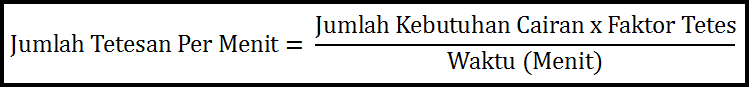 Jumlah Tetesan Per Menit = Jumlah Kebutuhan Cairan x Faktor Tetes
Waktu (Menit)